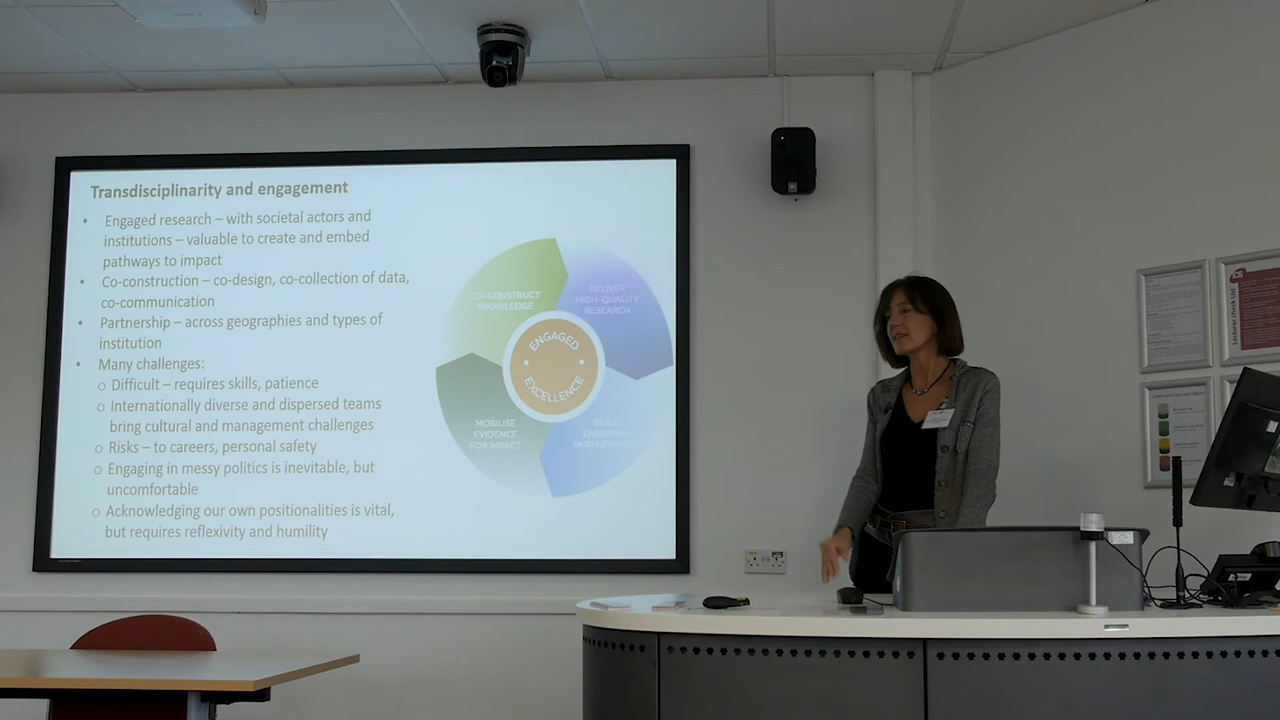 Transdisciplinarity and engagement
• Engaged research – with societal actors and
institutions – valuable to create and embed
pathways to impact
• Co-construction – co-design, co-collection of data,
co-communication
• Partnership – across geographies and types of
institution
• Many challenges:
o Difficult – requires skills, patience
o Internationally diverse and dispersed teams
bring cultural and management challenges
o Risks – to careers, personal safety
o Engaging in messy politics is inevitable, but
uncomfortable
o Acknowledging our own positionalities is vital,
but requires reflexivity and humility
CO-CONSTRUCT
KNOWLEDGE
DELIVER
HIGH-QUALITY
RESEARCH
ENGAGED
EXCELLENCE
MOBILISE
EVIDENCE
FOR IMPACT
BUILD
ENDURING
PARTNERSHIPS
iDS
Lecturer check List